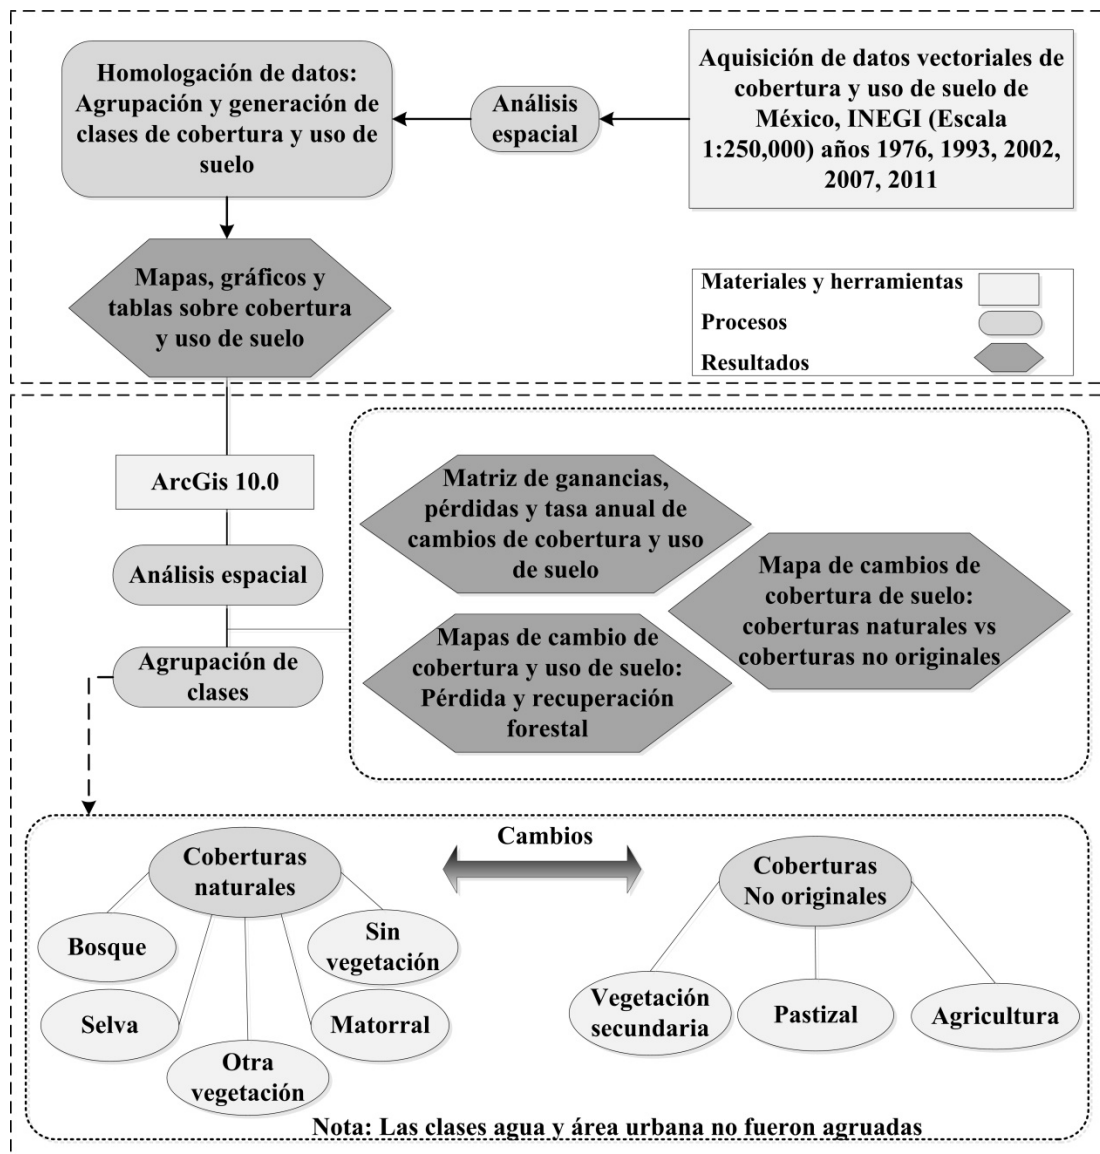 Homologación de datos:
Agrupación y generación de
clases de cobertura y uso de
suelo
Análisis
espacial
Aquisición de datos vectoriales de
cobertura y uso de suelo de
México, INEGI (Escala
1:250,000) años 1976, 1993, 2002,
2007, 2011
Mapas, gráficos y
tablas sobre cobertura
y uso de suelo
Materiales y herramientas
Procesos
Resultados
ArcGis 10.0
Análisis espacial
Agrupación de
clases
Matriz de ganancias,
pérdidas y tasa anual de
cambios de cobertura y uso
de suelo
Mapa de cambios de
cobertura de suelo:
coberturas naturales vs
coberturas no originales
Mapas de cambio de
cobertura y uso de suelo:
Pérdida y recuperación
forestal
Coberturas
naturales
Cambios
Coberturas
No originales
Bosque
Sin
vegetación
Selva
Matorral
Otra
vegetación
Vegetación
secundaria
Pastizal
Agricultura
Nota: Las clases agua y área urbana no fueron agruadas